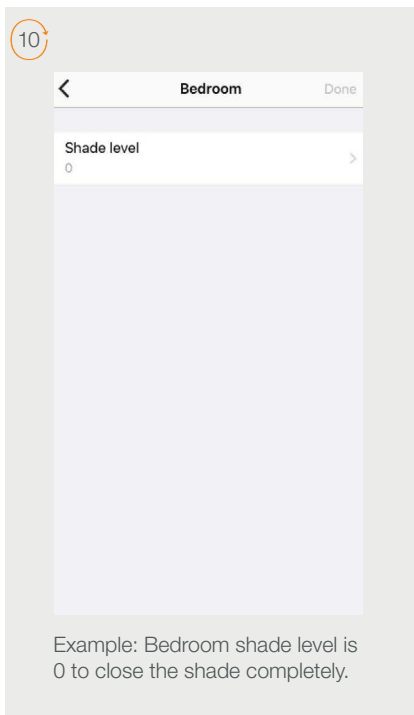 10
Bedroom Done
Shade level
0
Example: Bedroom shade level is
0 to close the shade completely.